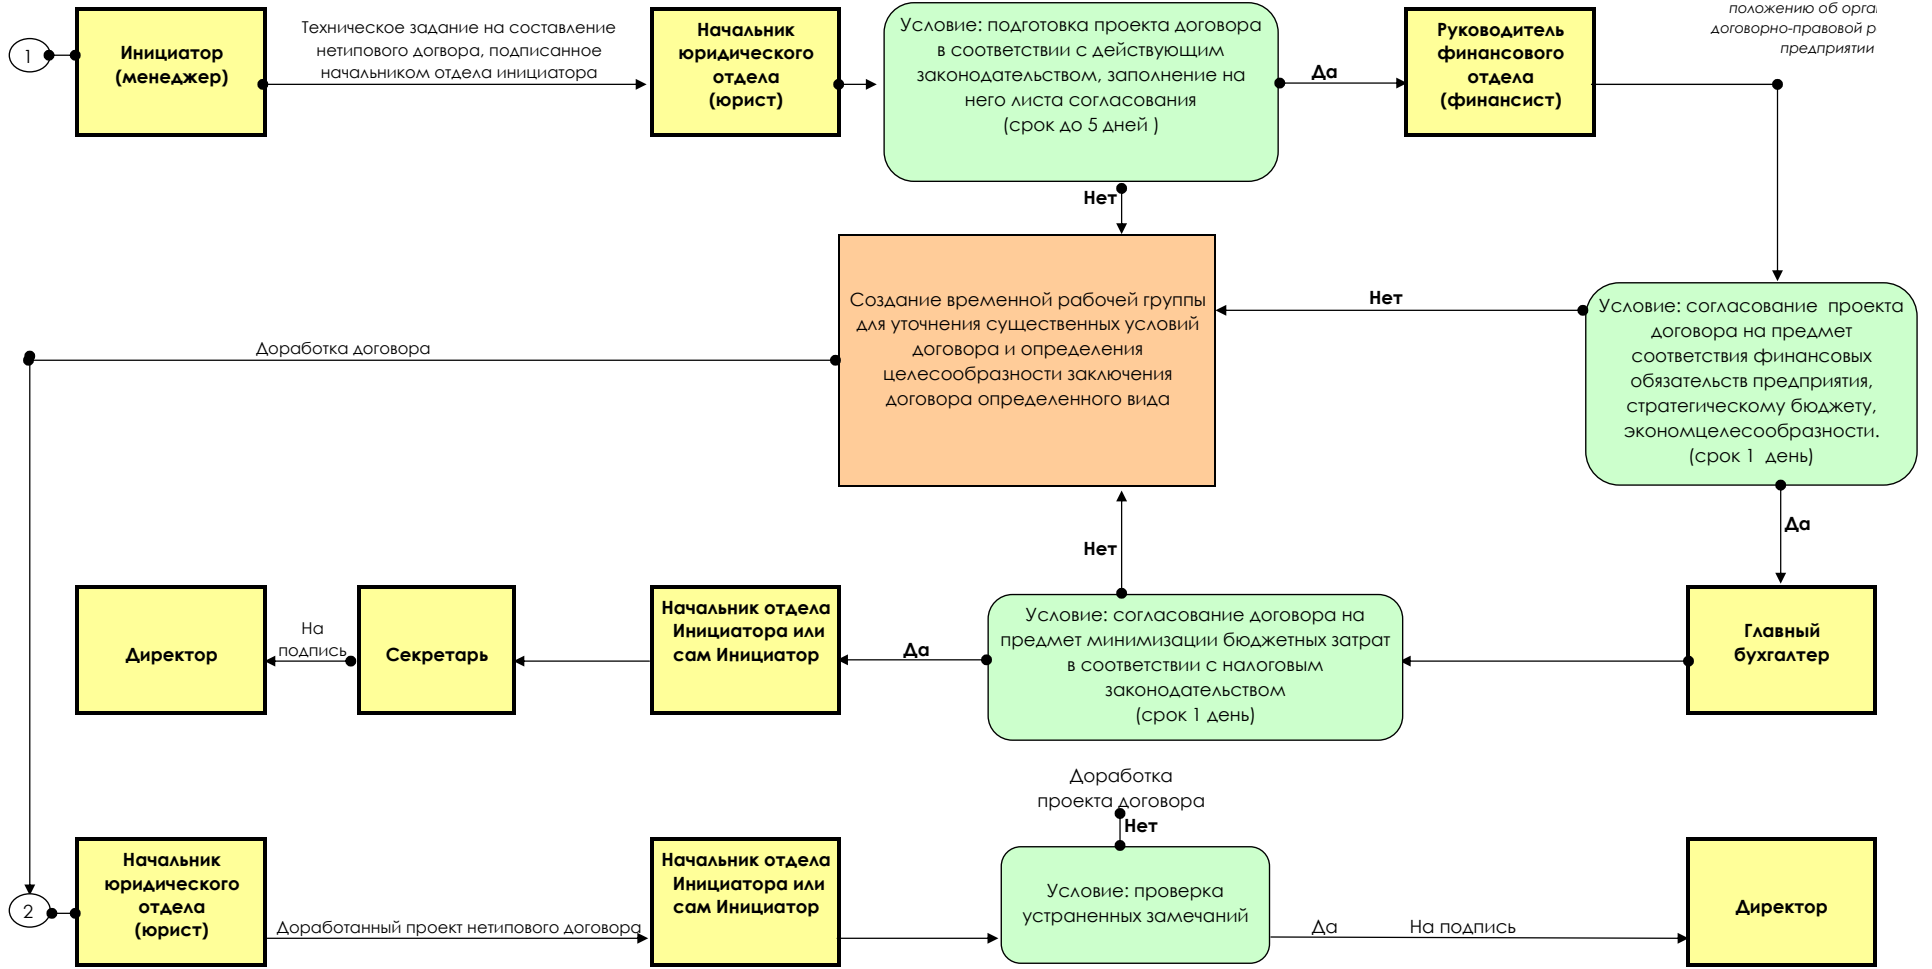 1
Инициатор
(менеджер)
Техническое задание на составление
нетипового догвора, подписанное
начальником отдела инициатора
Начальник
юридического
отдела
(юрист)
Условие: подготовка проекта договора
в соответствии с действующим
законодательством, заполнение на
него листа согласования
(срок до 5 дней )
Да
Руководитель
финансового
отдела
(финансист)
положению об
договорно-правовой
предприятии
Нет
Создание временной рабочей группы
для уточнения существенных условий
договора и определения
целесообразности заключения
договора определенного вида
Нет
Условие: согласование проекта
договора на предмет
соответствия финансовых
обязательств предприятия,
стратегическому бюджету,
экономцелесообразности.
(срок 1 день)
Доработка договора
Да
Нет
Директор
На
подпись
Секретарь
Начальник отдела
Инициатора или
сам Инициатор
Да
Условие: согласование договора на
предмет минимизации бюджетных затрат
в соответствии с налоговым
законодательством
(срок 1 день)
Главный
бухгалтер
Доработка
проекта договора
Нет
2
Начальник
юридического
отдела
(юрист)
Доработанный проект нетипового договора
Начальник отдела
Инициатора или
сам Инициатор
Условие: проверка
устраненных замечаний
Да
На подпись
Директор